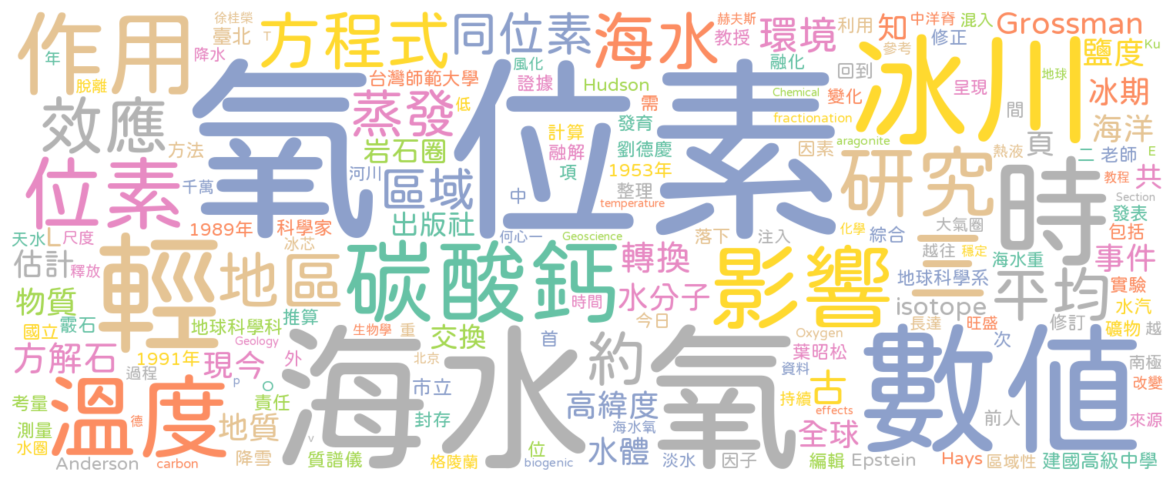 作用
年
脫離
徐桂榮
臺北
T
降水
方程式
同位素
風化
海水
赫夫斯
教授
環境
利用
參考
知
中洋脊
修正
混入
Grossman
鹽度
Ku
效應
方法
千萬
氧位素
蒸發
台灣師範大學
低
岩石圈
河川
區域
中
證據
Hudson
計算
融解
項
需
發育
劉德慶
1953年
整理
temperature
融化
Chemical
變化
fractionation
aragonite
因素
回到
冰川
呈現
間
地球
冰期
海洋
熱液
頁
二
老師
E
共
教程
Section
位素
1989年
科學家
出版社
何心一
Geoscience
研究
時
大氣圈
發表
包括
天水
L
尺度
估計
釋放
輕
地區
冰芯
碳酸鈣
轉換
時間
水分子
落下
注入
影響
化學
綜合
越往
穩定
地球科學系
海水重
三
平均
事件
實驗
水汽
物質
霰石
國立
地球科學科
推算
Geology
生物學
重
交換
今日
isotope
長達
旺盛
修訂
礦物
越
方解石
1991年
現今
外
過程
北京
首
約
Oxygen
葉昭松
資料
數值
次
南極
改變
溫度
p
O
責任
海水氧
市立
高緯度
海水氧
古
持續
effects
前人
來源
考量
測量
水圈
德
地質
降雪
封存
位
水體
全球
Anderson
carbon
v
質譜儀
格陵蘭
biogenic
淡水
因子
編輯
Epstein
Hays
區域性
建國高級中學